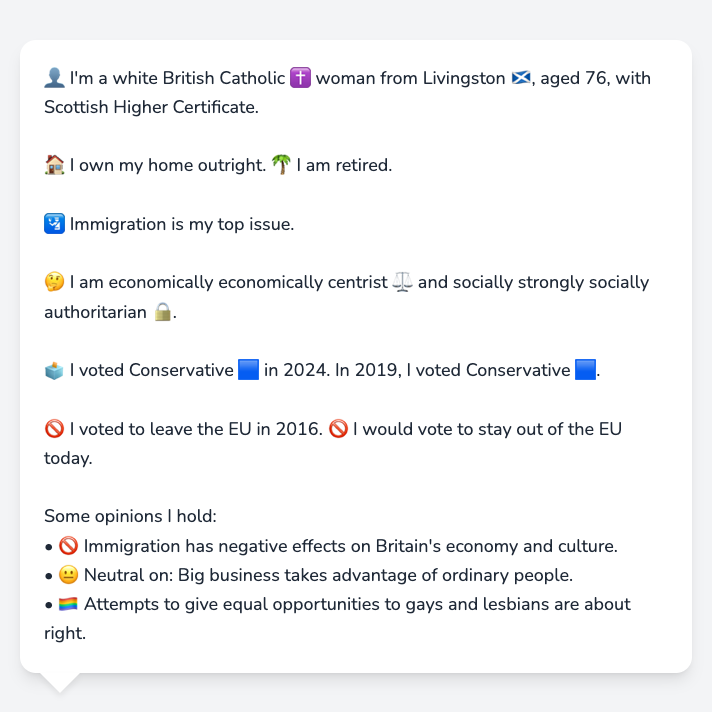 👤 I'm a white British Catholic ✝️ woman from Livingston 🏴󠁧󠁢󠁳󠁣󠁴󠁿, aged 76, with
Scottish Higher Certificate.
🏠 I own my home outright. 🌴 I am retired.
🛂 Immigration is my top issue.
🤔 I am economically economically centrist ⚖️ and socially strongly socially
authoritarian 🔒.
🗳️ I voted Conservative 🟦 in 2024. In 2019, I voted Conservative 🟦.
🚫 I voted to leave the EU in 2016. 🚫 I would vote to stay out of the EU
today.
Some opinions I hold:
• 🚫 Immigration has negative effects on Britain's economy and culture.
• 😐 Neutral on: Big business takes advantage of ordinary people.
• 🏳️‍🌈 Attempts to give equal opportunities to gays and lesbians are about
right.